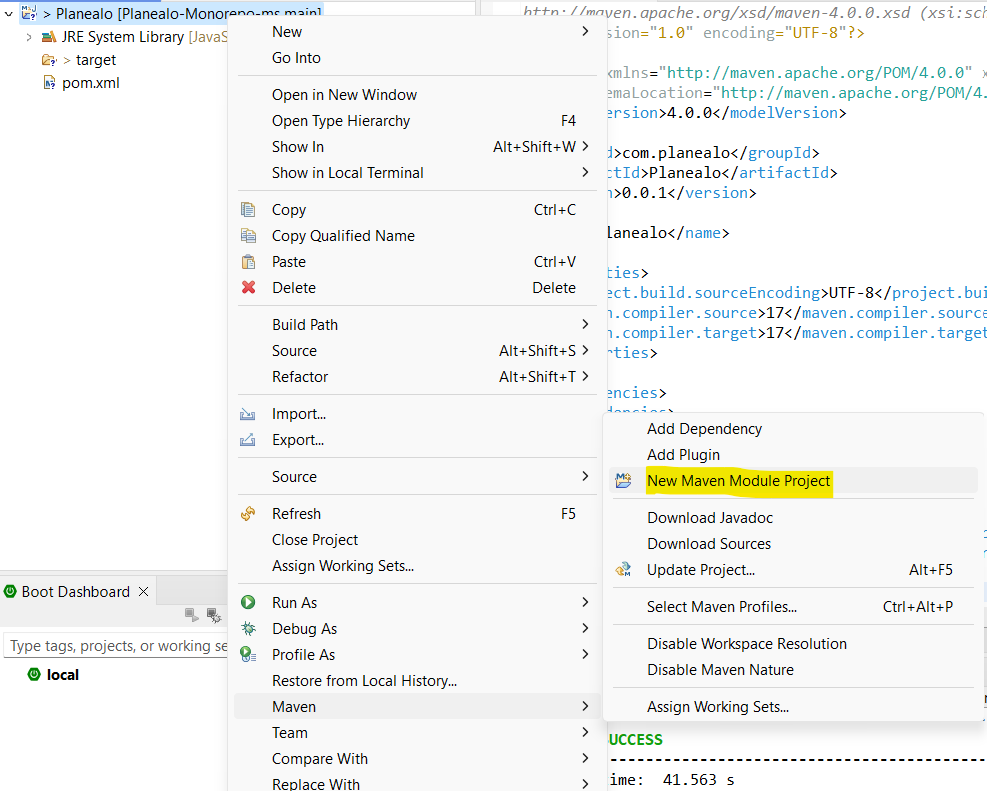 > Planealo [Planealo-Monorepo-ms main]
JRE System Library [JavaS
> target
pom.xml
New
Go Into
Open in New Window
Open Type Hierarchy F4
Show In Alt+Shift+W >
Show in Local Terminal
Copy Ctrl+C
Copy Qualified Name
Paste Ctrl+V
Delete Delete
Build Path
Source Alt+Shift+S >
Refactor Alt+Shift+T >
Import...
Export...
Source
Refresh F5
Close Project
Assign Working Sets...
Run As
Debug As
Profile As
Restore from Local History...
Maven
Team
Compare With
Replace With
Add Dependency
Add Plugin
New Maven Module Project
Download Javadoc
Download Sources
Update Project... Alt+F5
Select Maven Profiles... Ctrl+Alt+P
Disable Workspace Resolution
Disable Maven Nature
Assign Working Sets...
http://maven.apache.org/xsd/maven-4.0.0.xsd (xsi:sch
sion="1.0" encoding="UTF-8"?>
xmlns="http://maven.apache.org/POM/4.0.0" x
emaLocation="http://maven.apache.org/POM/4.
ersion>4.0.0</modelVersion>
d>com.planealo</groupId>
ctId>Planealo</artifactId>
n>0.0.1</version>
lanealo</name>
ties>
ect.build.sourceEncoding>UTF-8</project.bui
n.compiler.source>17</maven.compiler.source
n.compiler.target>17</maven.compiler.target
rties>
encies>
dencies>
Boot Dashboard
Type tags, projects, or working se
local
UCCESS
------------------------------------------
ime: 41.563 s